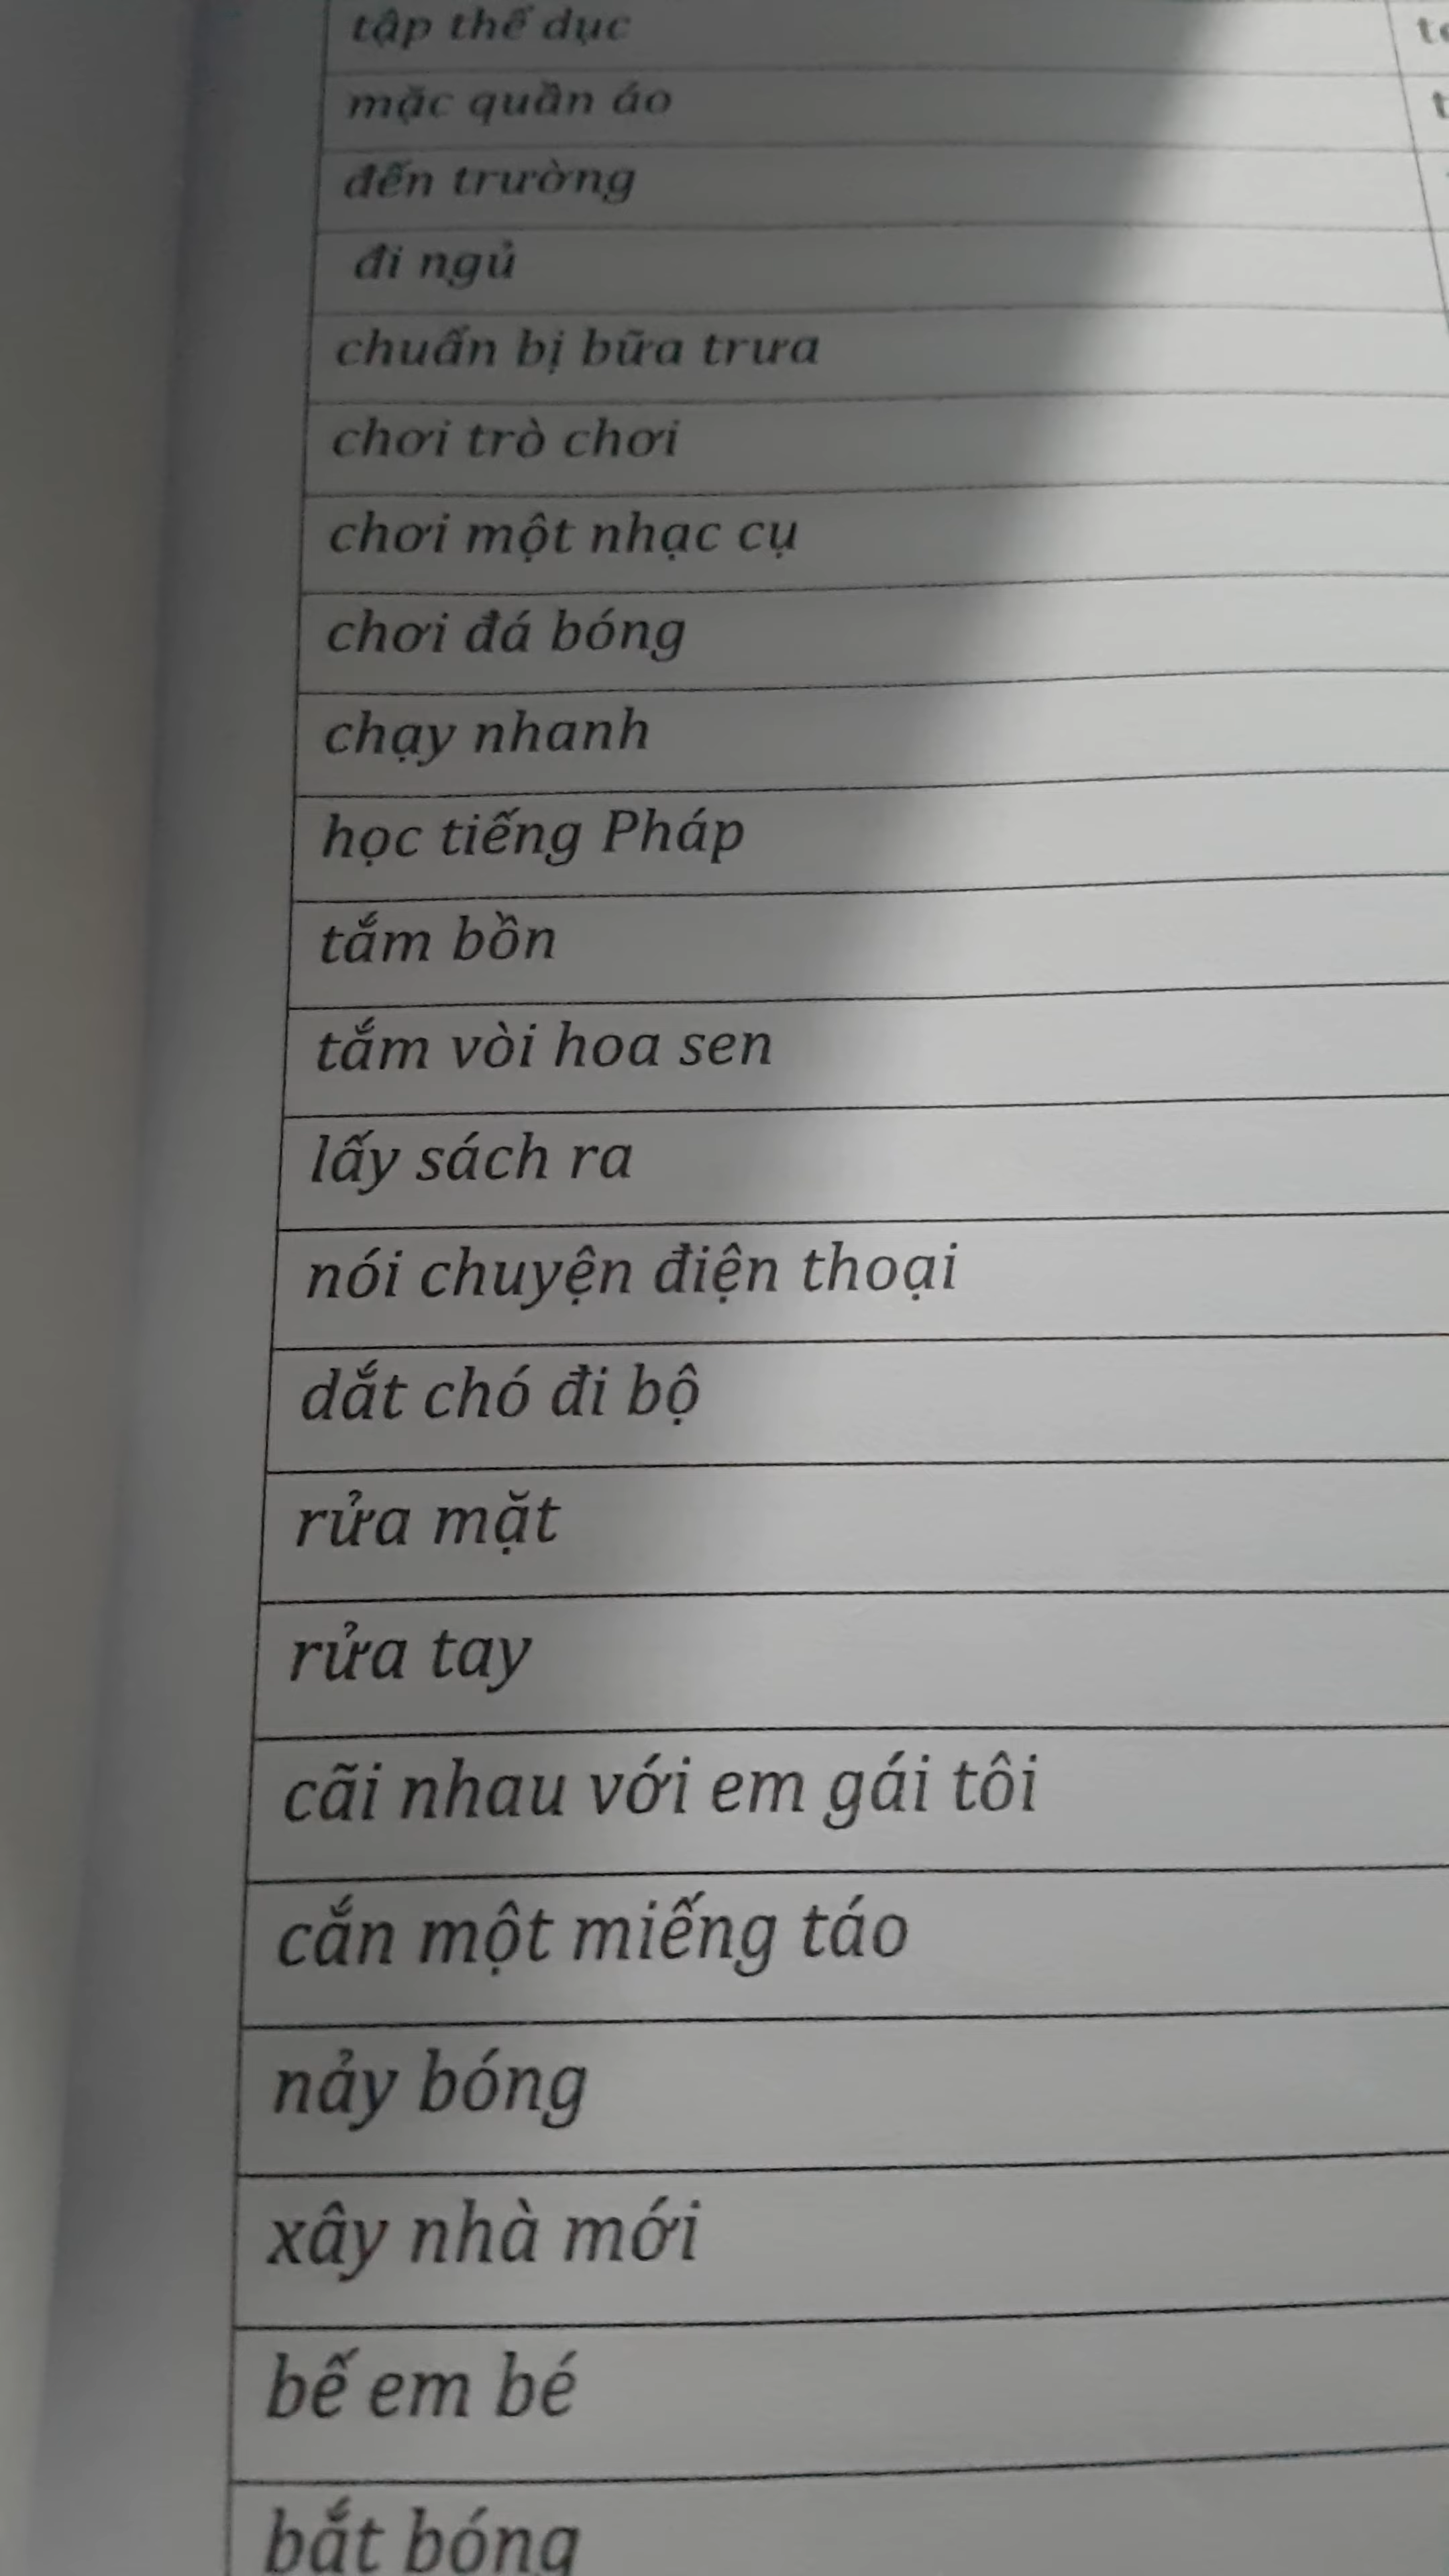 tập thể dục
mặc quần áo
đến trường
đi ngủ
chuẩn bị bữa trưa
chơi trò chơi
chơi một nhạc cụ
chơi đá bóng
chạy nhanh
học tiếng Pháp
tắm bồn
tắm vòi hoa sen
lấy sách ra
nói chuyện điện thoại
dắt chó đi bộ
rửa mặt
rửa tay
cãi nhau với em gái tôi
cắn một miếng táo
nảy bóng
xây nhà mới
bế em bé
bắt bóng